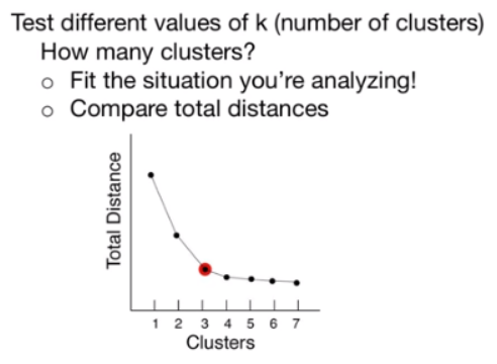 Test different values of k (number of clusters)
How many clusters?
○ Fit the situation you're analyzing!
○ Compare total distances
Total Distance
1 2 3 4 5 6 7
Clusters